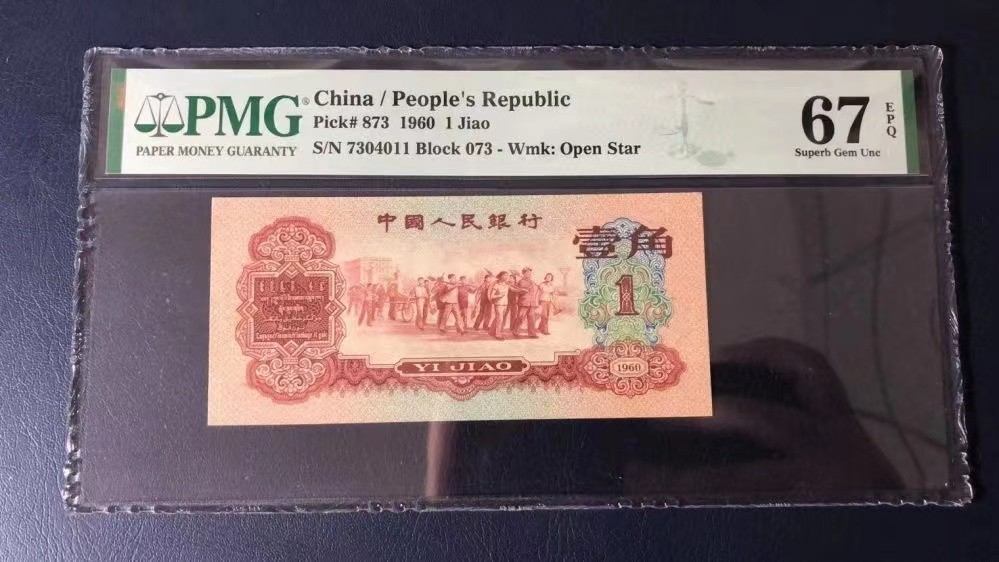 PMG®
PAPER MONEY GUARANTY
China / People's Republic
Pick# 873 1960 1 Jiao
S/N 7304011 Block 073 - Wmk: Open Star
67
EPQ
Superb Gem Unc
中國人民銀行
壹角
1
YI JIAO
1960